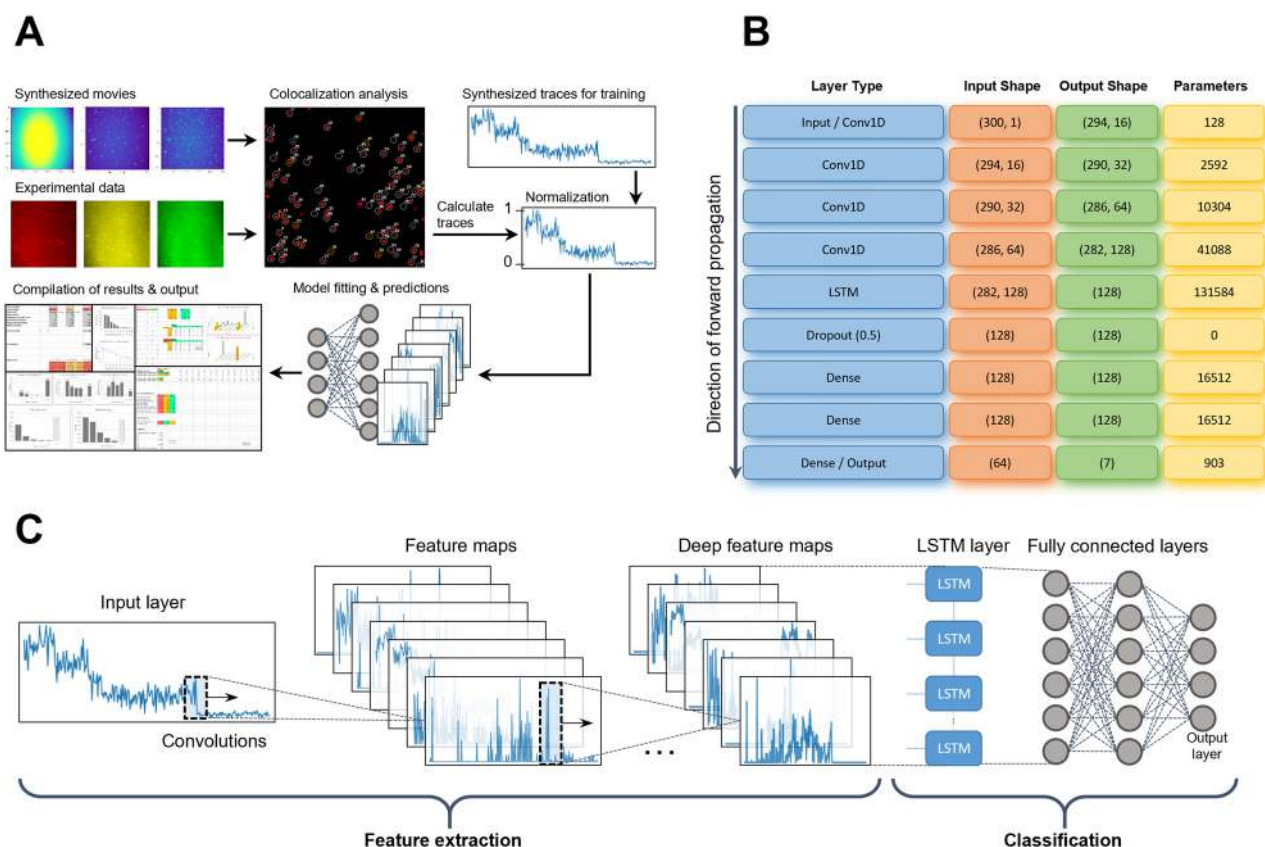 A
Synthesized movies
Colocalization analysis
Synthesized traces for training
Experimental data
Calculate
traces
Normalization
1
0
Compilation of results & output
Model fitting & predictions
B
Layer Type Input Shape Output Shape Parameters
Direction of forward propagation
Input / Conv1D (300, 1) (294, 16) 128
Conv1D (294, 16) (290, 32) 2592
Conv1D (290, 32) (286, 64) 10304
Conv1D (286, 64) (282, 128) 41088
LSTM (282, 128) (128) 131584
Dropout (0.5) (128) (128) 0
Dense (128) (128) 16512
Dense (128) (128) 16512
Dense / Output (64) (7) 903
C
Feature maps
Deep feature maps
LSTM layer
Fully connected layers
Input layer
LSTM
LSTM
LSTM
LSTM
Convolutions
...
Output
layer
Feature extraction
Classification